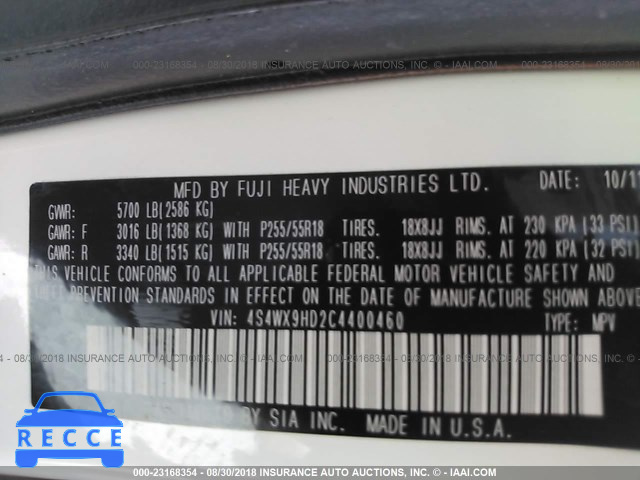 000-23168354 - 08/30/2018 INSURANCE AUTO AUCTIONS, INC. © - IAAI.COM
MFD BY FUJI HEAVY INDUSTRIES LTD. DATE: 10/11
GVWR: 5700 LB(2586 KG)
GAWR: F 3016 LB(1368 KG) WITH P255/55R18 TIRES. 18X8JJ RIMS. AT 230 KPA (33 PSI)
GAWR: R 3340 LB(1515 KG) WITH P255/55R18 TIRES. 18X8JJ RIMS. AT 220 KPA (32 PSI)
THIS VEHICLE CONFORMS TO ALL APPLICABLE FEDERAL MOTOR VEHICLE SAFETY AND
THEFT PREVENTION STANDARDS IN EFFECT ON THE DATE OF MANUFACTURE SHOWN ABOVE
VIN: 4S4WX9HD2C4400460 TYPE: MPV
BY SIA INC. MADE IN U.S.A.
RECCE
000-23168354 - 08/30/2018 INSURANCE AUTO AUCTIONS, INC. © - IAAI.COM